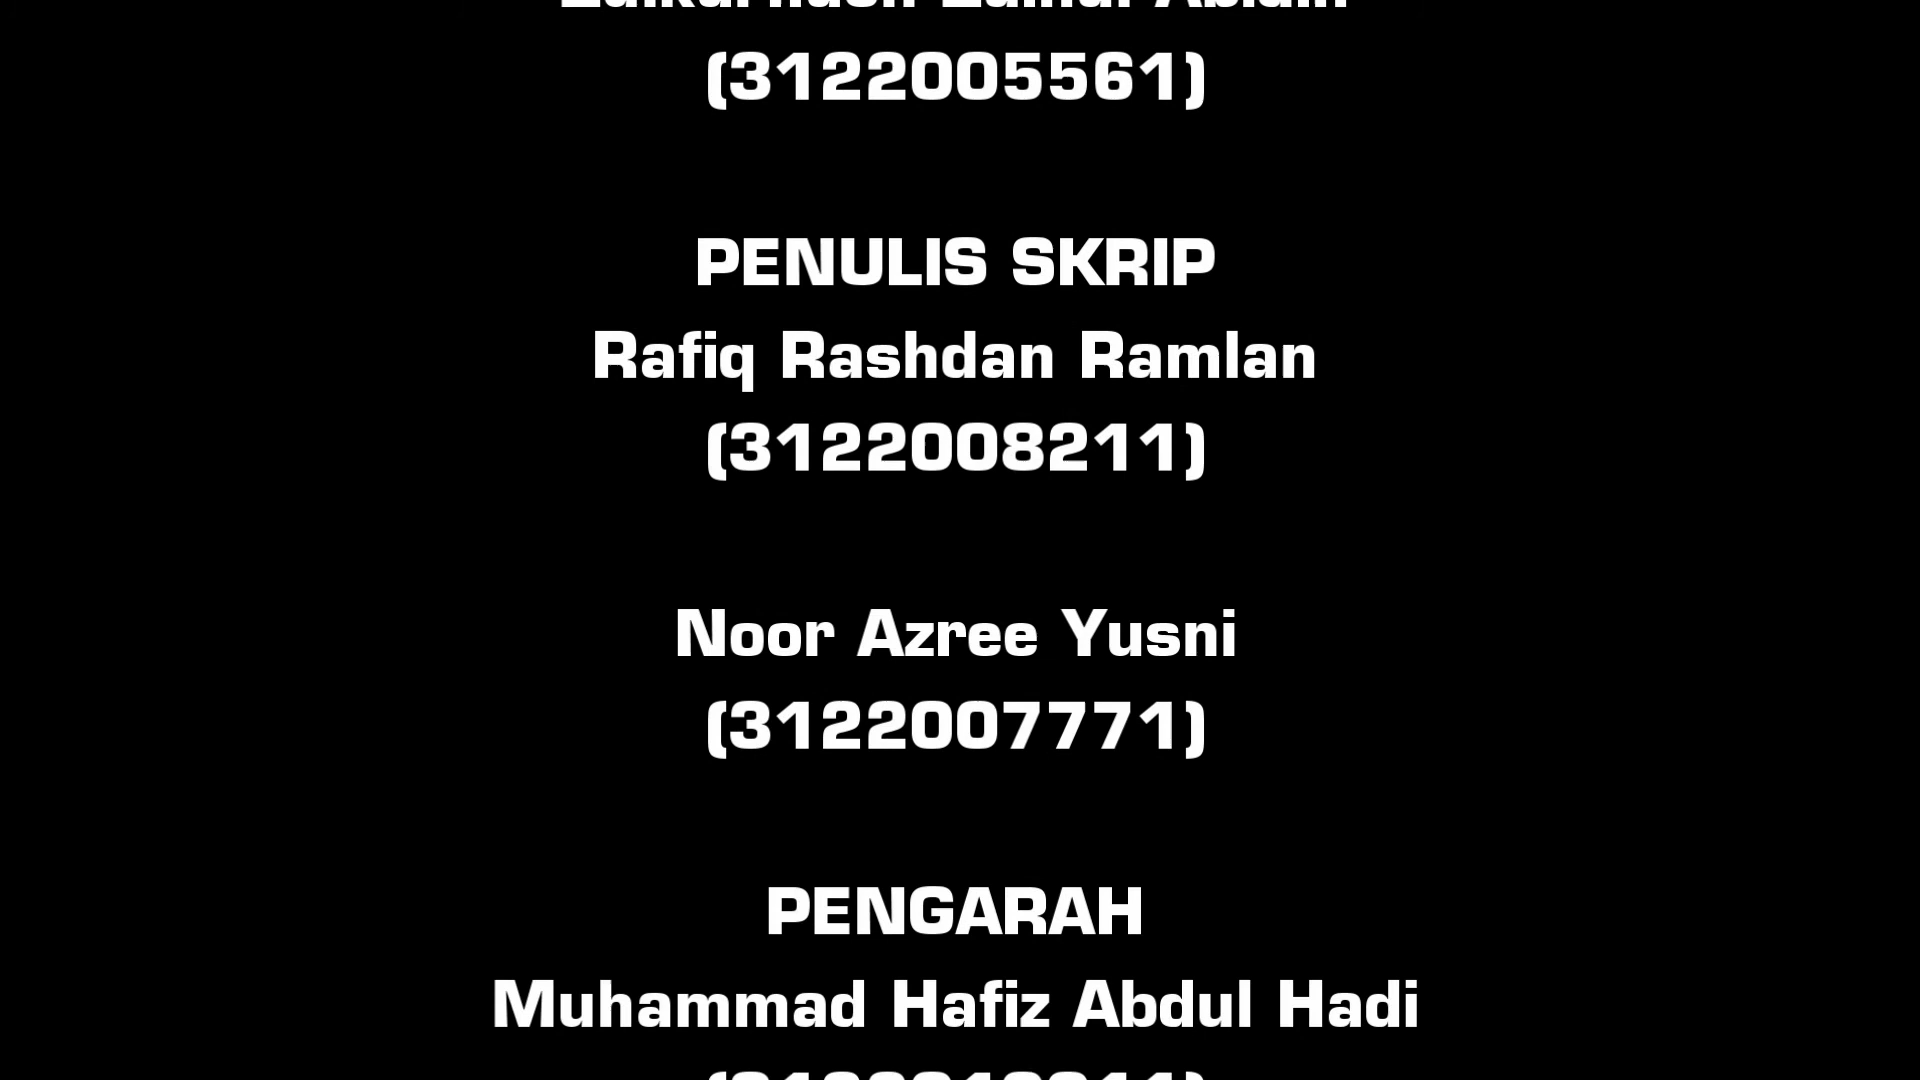 (3122005561)
PENULIS SKRIP
Rafiq Rashdan Ramlan
(3122008211)
Noor Azree Yusni
(3122007771)
PENGARAH
Muhammad Hafiz Abdul Hadi